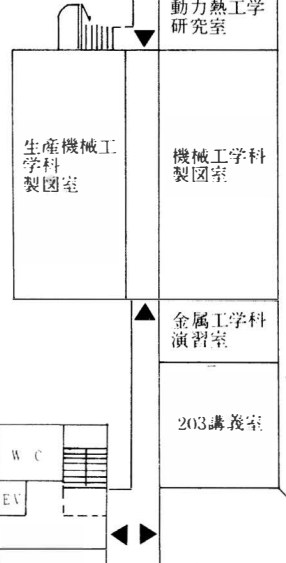 動力熱工学
研究室
生産機械工
学科
製図室
機械工学科
製図室
金属工学科
演習室
203講義室
W C
EV